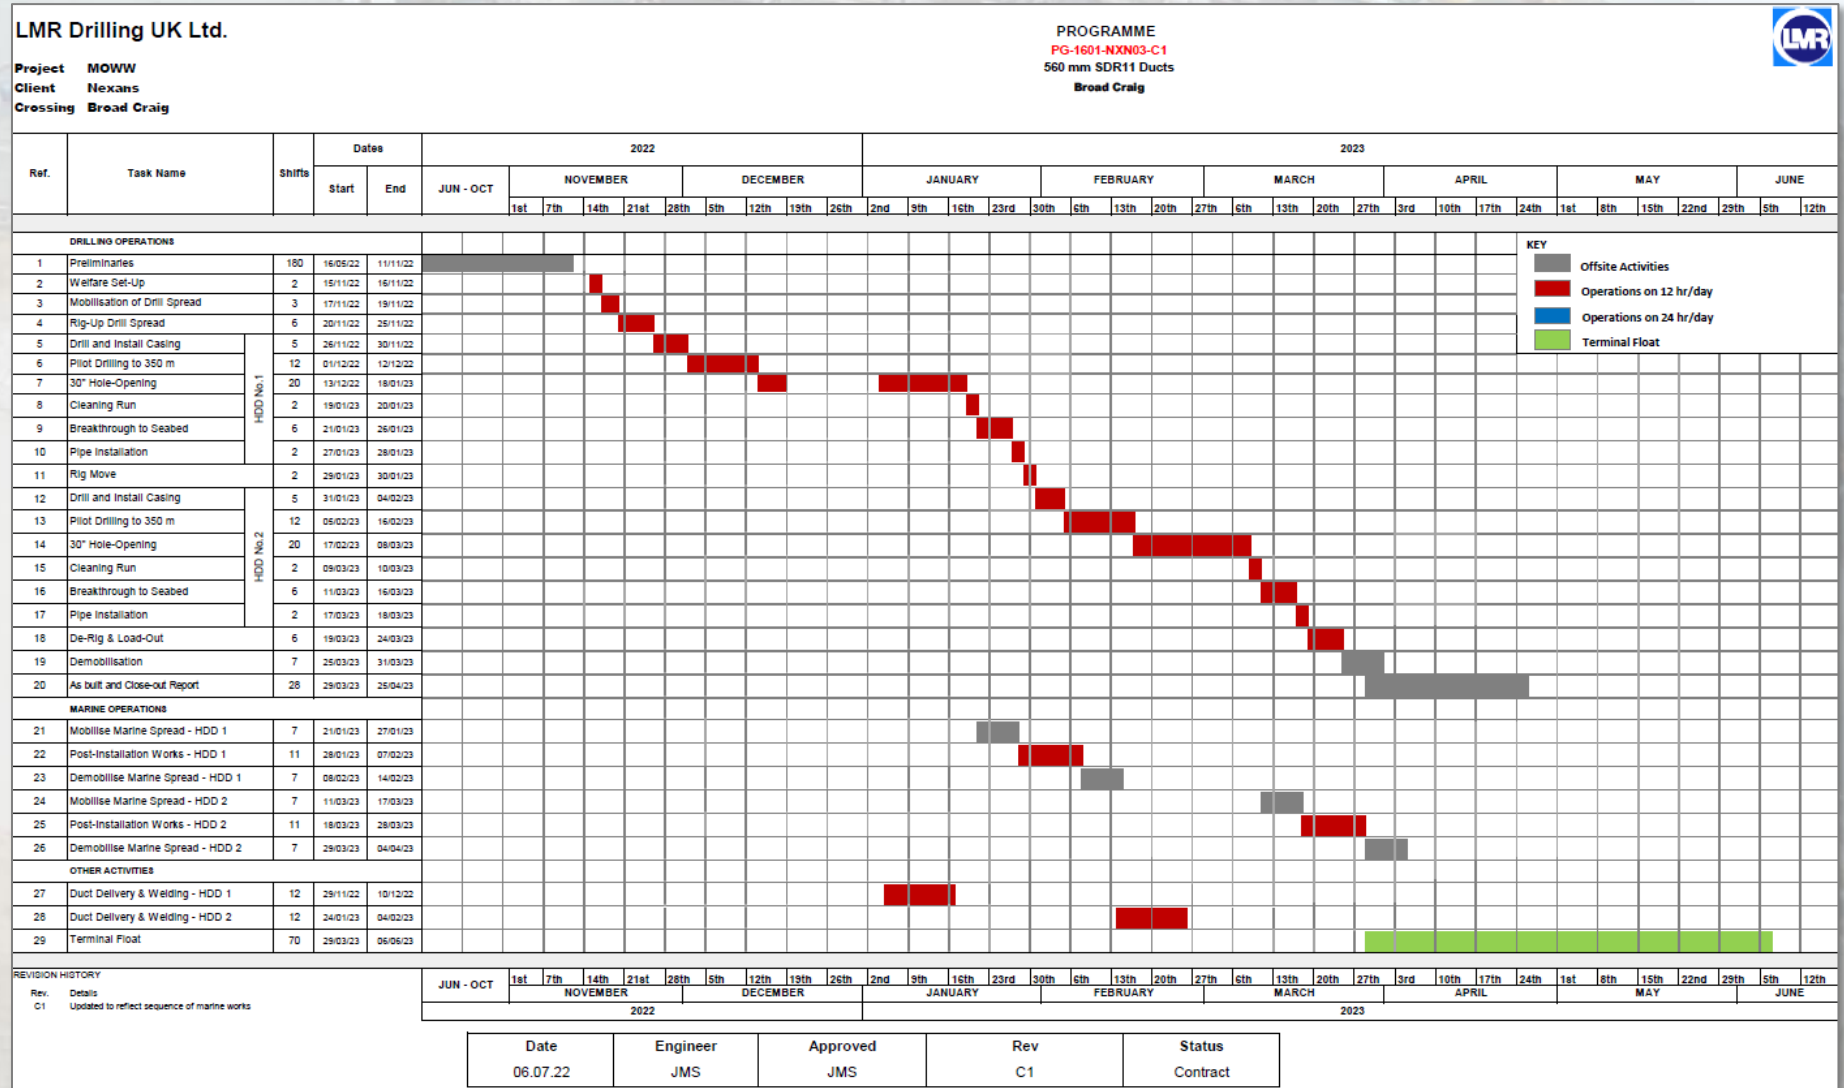 LMR Drilling UK Ltd.
PROGRAMME
PG-1601-NXN03-C1
560 mm SDR11 Ducts
Broad Craig
LMR
Project MOWW
Client Nexans
Crossing Broad Craig
Ref. Task Name Shifts Dates 2022 2023
Start End JUN - OCT NOVEMBER DECEMBER JANUARY FEBRUARY MARCH APRIL MAY JUNE
1st 7th 14th 21st 28th 5th 12th 19th 26th 2nd 9th 16th 23rd 30th 6th 13th 20th 27th 6th 13th 20th 27th 3rd 10th 17th 24th 1st 8th 15th 22nd 29th 5th 12th
DRILLING OPERATIONS
1 Preliminaries 180 16/05/22 11/11/22
2 Welfare Set-Up 2 15/11/22 16/11/22
3 Mobilisation of Drill Spread 3 17/11/22 19/11/22
4 Rig-Up Drill Spread 6 20/11/22 25/11/22
5 Drill and Install Casing 5 26/11/22 30/11/22
6 Pilot Drilling to 350 m 12 01/12/22 12/12/22
7 30" Hole-Opening 20 13/12/22 18/01/23
8 Cleaning Run 2 19/01/23 20/01/23
9 Breakthrough to Seabed 6 21/01/23 26/01/23
10 Pipe Installation 2 27/01/23 28/01/23
HDD No.1
11 Rig Move 2 29/01/23 30/01/23
12 Drill and Install Casing 5 31/01/23 04/02/23
13 Pilot Drilling to 350 m 12 05/02/23 16/02/23
14 30" Hole-Opening 20 17/02/23 08/03/23
15 Cleaning Run 2 09/03/23 10/03/23
16 Breakthrough to Seabed 6 11/03/23 16/03/23
17 Pipe Installation 2 17/03/23 18/03/23
HDD No.2
18 De-Rig & Load-Out 6 19/03/23 24/03/23
19 Demobilisation 7 25/03/23 31/03/23
20 As built and Close-out Report 28 29/03/23 25/04/23
MARINE OPERATIONS
21 Mobilise Marine Spread - HDD 1 7 21/01/23 27/01/23
22 Post-Installation Works - HDD 1 11 28/01/23 07/02/23
23 Demobilise Marine Spread - HDD 1 7 08/02/23 14/02/23
24 Mobilise Marine Spread - HDD 2 7 11/03/23 17/03/23
25 Post-Installation Works - HDD 2 11 18/03/23 28/03/23
26 Demobilise Marine Spread - HDD 2 7 29/03/23 04/04/23
OTHER ACTIVITIES
27 Duct Delivery & Welding - HDD 1 12 29/11/22 10/12/22
28 Duct Delivery & Welding - HDD 2 12 24/01/23 04/02/23
29 Terminal Float 70 29/03/23 06/06/23
KEY
Offsite Activities
Operations on 12 hr/day
Operations on 24 hr/day
Terminal Float
REVISION HISTORY
Rev. Details
C1 Updated to reflect sequence of marine works
JUN - OCT 1st 7th 14th 21st 28th 5th 12th 19th 26th 2nd 9th 16th 23rd 30th 6th 13th 20th 27th 6th 13th 20th 27th 3rd 10th 17th 24th 1st 8th 15th 22nd 29th 5th 12th
NOVEMBER DECEMBER JANUARY FEBRUARY MARCH APRIL MAY JUNE
2022 2023
Date Engineer Approved Rev Status
06.07.22 JMS JMS C1 Contract